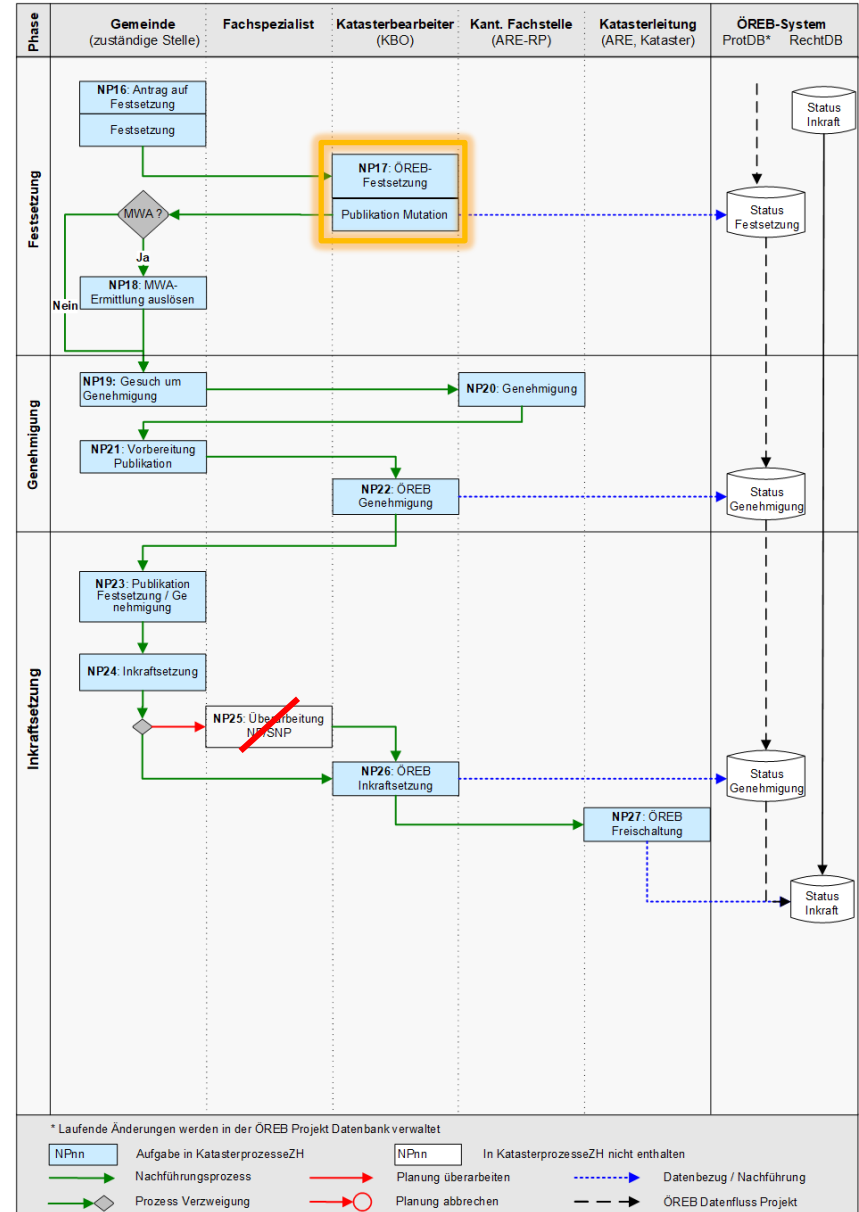 Phase
Gemeinde
(zuständige Stelle)
Fachspezialist
Katasterbearbeiter
(KBO)
Kant. Fachstelle
(ARE-RP)
Katasterleitung
(ARE, Kataster)
ÖREB-System
ProtDB* RechtDB
Festsetzung
NP16: Antrag auf
Festsetzung
Festsetzung
Status
Inkraft
NP17: ÖREB-
Festsetzung
Publikation Mutation
MWA ?
Status
Festsetzung
Ja
NP18: MWA-
Ermittlung auslösen
Nein
Genehmigung
NP19: Gesuch um
Genehmigung
NP20: Genehmigung
NP21: Vorbereitung
Publikation
NP22: ÖREB
Genehmigung
Status
Genehmigung
Inkraftsetzung
NP23: Publikation
Festsetzung / Ge
nehmigung
NP24: Inkraftsetzung
NP25: Überarbeitung
NP/SNP
NP26: ÖREB
Inkraftsetzung
Status
Genehmigung
NP27: ÖREB
Freischaltung
Status
Inkraft
* Laufende Änderungen werden in der ÖREB Projekt Datenbank verwaltet
NPnn Aufgabe in KatasterprozesseZH NPnn In KatasterprozesseZH nicht enthalten
Nachführungsprozess Planung überarbeiten Datenbezug / Nachführung
Prozess Verzweigung Planung abbrechen ÖREB Datenfluss Projekt